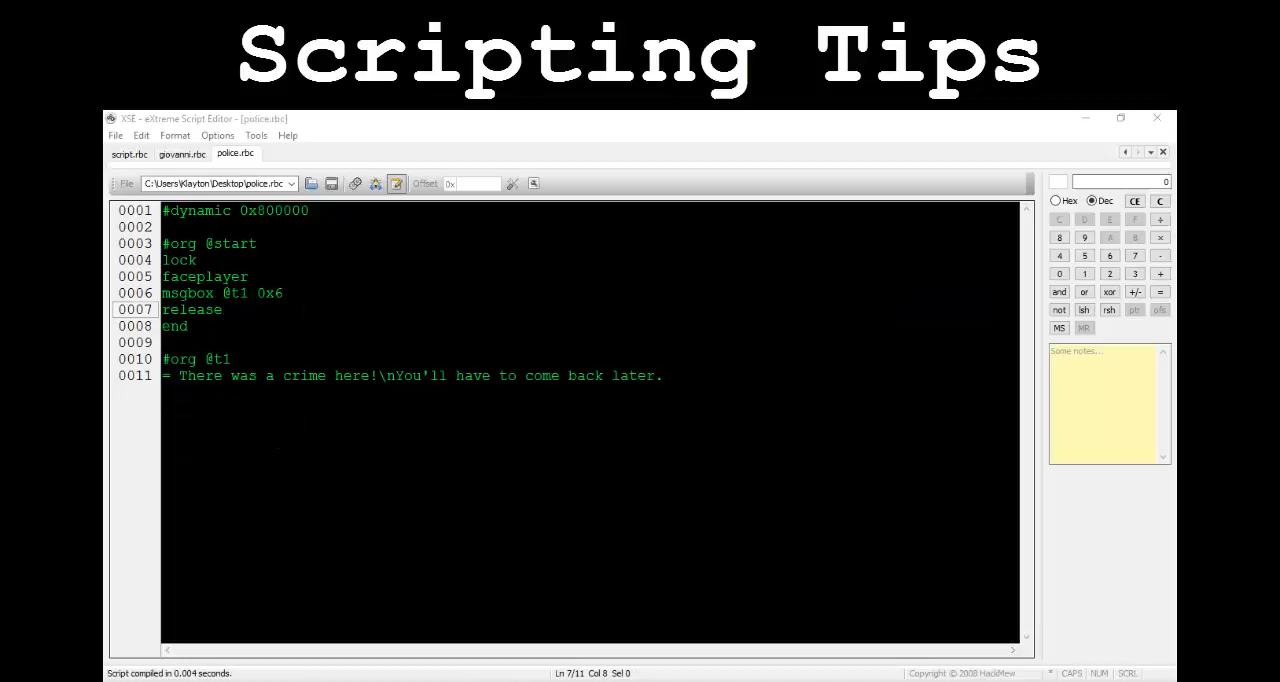 Scripting Tips
XSE - eXtreme Script Editor - [police.rbc]
File Edit Format Options Tools Help
script.rbc giovanni.rbc police.rbc
File C:\Users\Klayton\Desktop\police.rbc Offset 0x
0
Hex Dec CE C
C D E F ÷
8 9 A B ×
4 5 6 7 -
0 1 2 3 +
and or xor +/- =
not lsh rsh ptr ofs
MS MR
Some notes...
0001 #dynamic 0x800000
0002
0003 #org @start
0004 lock
0005 faceplayer
0006 msgbox @t1 0x6
0007 release
0008 end
0009
0010 #org @t1
0011 = There was a crime here!\nYou'll have to come back later.
Script compiled in 0.004 seconds. Ln 7/11 Col 8 Sel 0 Copyright © 2008 HackMew * CAPS NUM SCRL